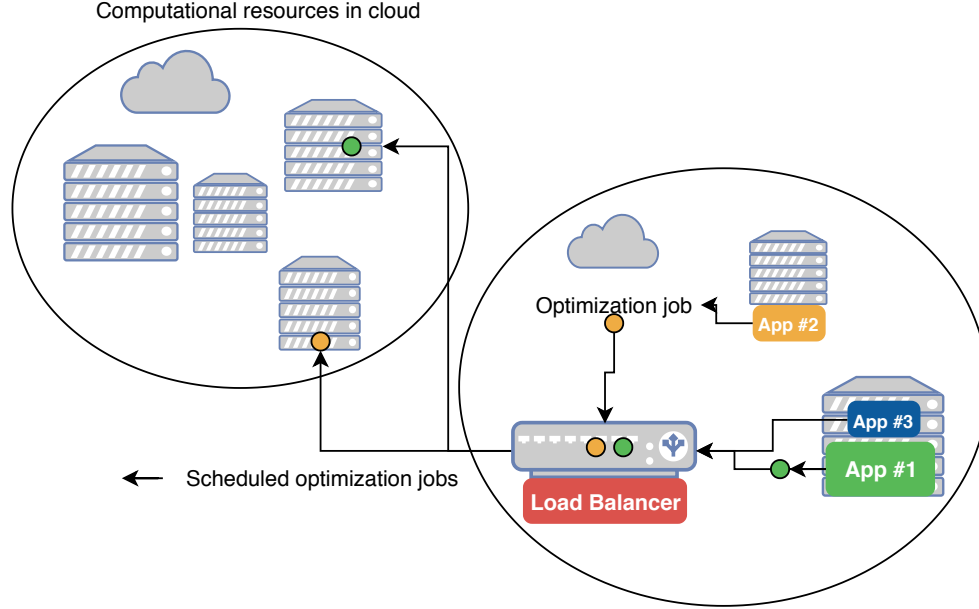 Computational resources in cloud
Optimization job
App #2
App #3
App #1
Scheduled optimization jobs
Load Balancer